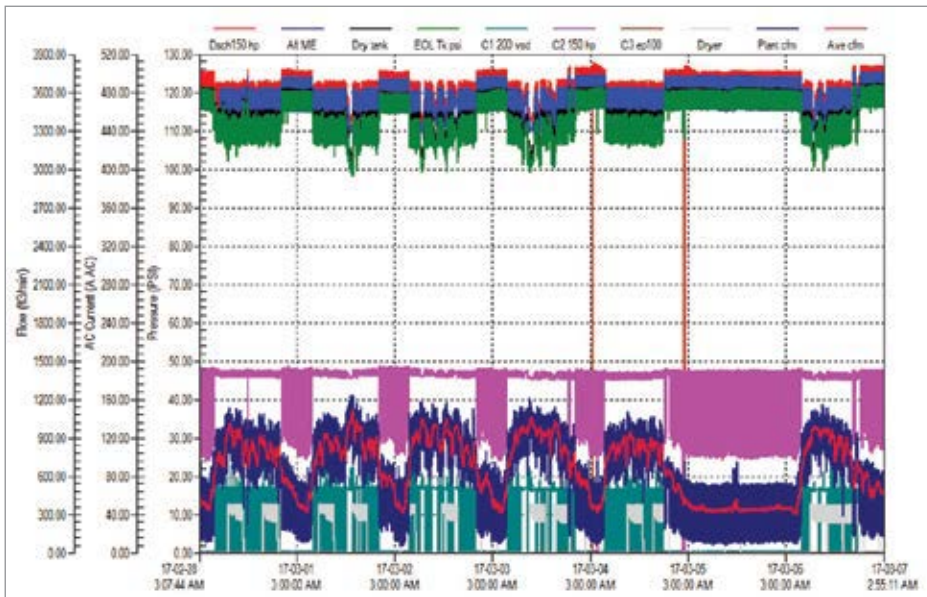 Dsch150 hp Aft ME Dry tank EOL Tk psi C1 200 vsd C2 150 hp C3 ep100 Dryer Plant cfm Ave cfm
3900.00 520.00 130.00
3600.00 480.00 120.00
3300.00 440.00 110.00
3000.00 400.00 100.00
2700.00 360.00 90.00
2400.00 320.00 80.00
2100.00 280.00 70.00
1800.00 240.00 60.00
1500.00 200.00 50.00
1200.00 160.00 40.00
900.00 120.00 30.00
600.00 80.00 20.00
300.00 40.00 10.00
0.00 0.00 0.00
Flow (ft3/min)
AC Current (A AC)
Pressure (PSI)
17-02-28 17-03-01 17-03-02 17-03-03 17-03-04 17-03-05 17-03-06 17-03-07
3:07:44 AM 3:00:00 AM 3:00:00 AM 3:00:00 AM 3:00:00 AM 3:00:00 AM 3:00:00 AM 2:55:11 AM